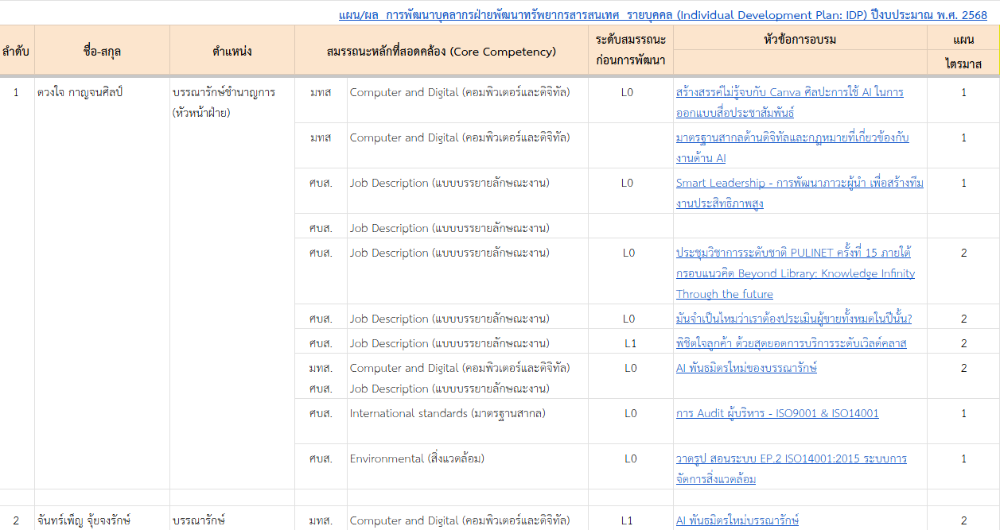 แผน/ผล  การพัฒนาบุคลากรฝ่ายพัฒนาทรัพยากรสารสนเทศ  รายบุคคล (Individual Development Plan: IDP) ปีงบประมาณ พ.ศ. 2568
ลำดับ ชื่อ-สกุล ตำแหน่ง สมรรถนะหลักที่สอดคล้อง (Core Competency) ระดับสมรรถนะ หัวข้อการอบรม แผน
ก่อนการพัฒนา ไตรมาส
1 ดวงใจ กาญจนศิลป์ บรรณารักษ์ชำนาญการ มทส Computer and Digital (คอมพิวเตอร์และดิจิทัล) L0 สร้างสรรค์ไม่รู้จบกับ Canva ศิลปะการใช้ AI ในการ 1
(หัวหน้าฝ่าย) ออกแบบสื่อประชาสัมพันธ์
มทส Computer and Digital (คอมพิวเตอร์และดิจิทัล) มาตรฐานสากลด้านดิจิทัลและกฎหมายที่เกี่ยวข้องกับ 1
งานด้าน AI
ศบส. Job Description (แบบบรรยายลักษณะงาน) L0 Smart Leadership - การพัฒนาภาวะผู้นำ เพื่อสร้างทีม 1
งานประสิทธิภาพสูง
ศบส. Job Description (แบบบรรยายลักษณะงาน)
ศบส. Job Description (แบบบรรยายลักษณะงาน) L0 ประชุมวิชาการระดับชาติ PULINET ครั้งที่ 15 ภายใต้ 2
กรอบแนวคิด Beyond Library: Knowledge Infinity
Through the future
ศบส. Job Description (แบบบรรยายลักษณะงาน) L0 มันจำเป็นไหมว่าเราต้องประเมินผู้ขายทั้งหมดในปีนั้น? 2
ศบส. Job Description (แบบบรรยายลักษณะงาน) L1 พิชิตใจลูกค้า ด้วยสุดยอดการบริการระดับเวิลด์คลาส 2
มทส. Computer and Digital (คอมพิวเตอร์และดิจิทัล) L0 AI พันธมิตรใหม่ของบรรณารักษ์ 2
ศบส. Job Description (แบบบรรยายลักษณะงาน)
ศบส. International standards (มาตรฐานสากล) L0 การ Audit ผู้บริหาร - ISO9001 & ISO14001 1
ศบส. Environmental (สิ่งแวดล้อม) L0 วาดรูป สอนระบบ EP.2 ISO14001:2015 ระบบการ 1
จัดการสิ่งแวดล้อม
2 จันทร์เพ็ญ จุ้ยจงรักษ์ บรรณารักษ์ มทส. Computer and Digital (คอมพิวเตอร์และดิจิทัล) L1 AI พันธมิตรใหม่บรรณารักษ์ 2